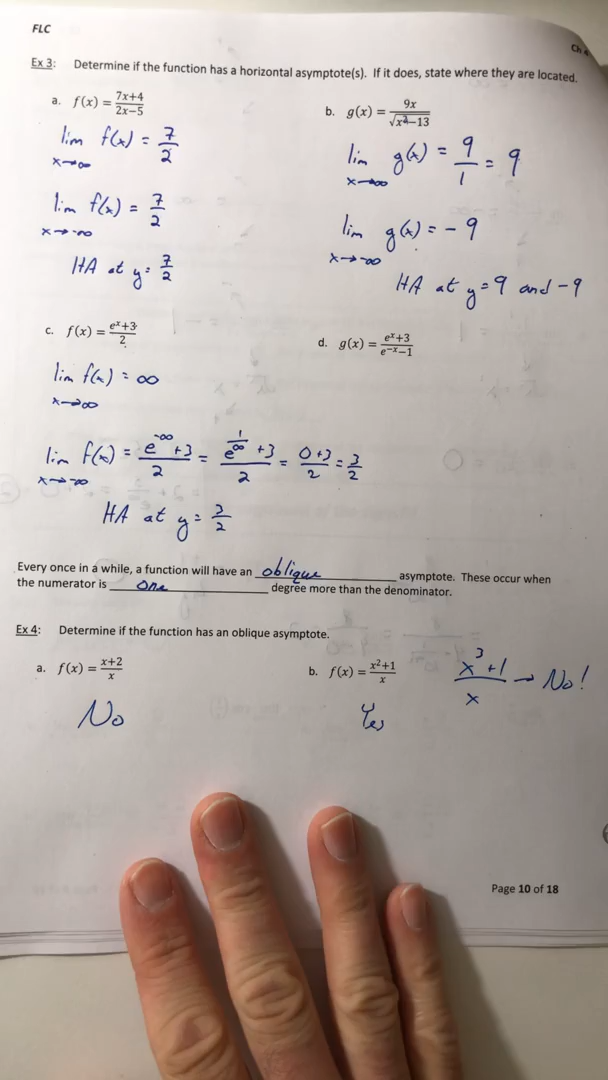 FLC
Ch 4
Ex 3: Determine if the function has a horizontal asymptote(s). If it does, state where they are located.
a. f(x) = (7x+4)/(2x−5)
b. g(x) = 9x/√(x²−13)
lim x→∞ f(x) = 7/2
lim x→∞ g(x) = 9/1 = 9
lim x→-∞ f(x) = 7/2
lim x→-∞ g(x) = -9
HA at y = 7/2
HA at y = 9 and -9
c. f(x) = (eˣ+3)/2
d. g(x) = (eˣ+3)/(e⁻ˣ−1)
lim x→∞ f(x) = ∞
lim x→-∞ f(x) = (e^-∞ + 3)/2 = (1/e^∞ + 3)/2 = (0+3)/2 = 3/2
HA at y = 3/2
Every once in a while, a function will have an oblique asymptote. These occur when
the numerator is one degree more than the denominator.
Ex 4: Determine if the function has an oblique asymptote.
a. f(x) = (x+2)/x
b. f(x) = (x²+1)/x
(x³+1)/x → No!
No
Yes
Page 10 of 18